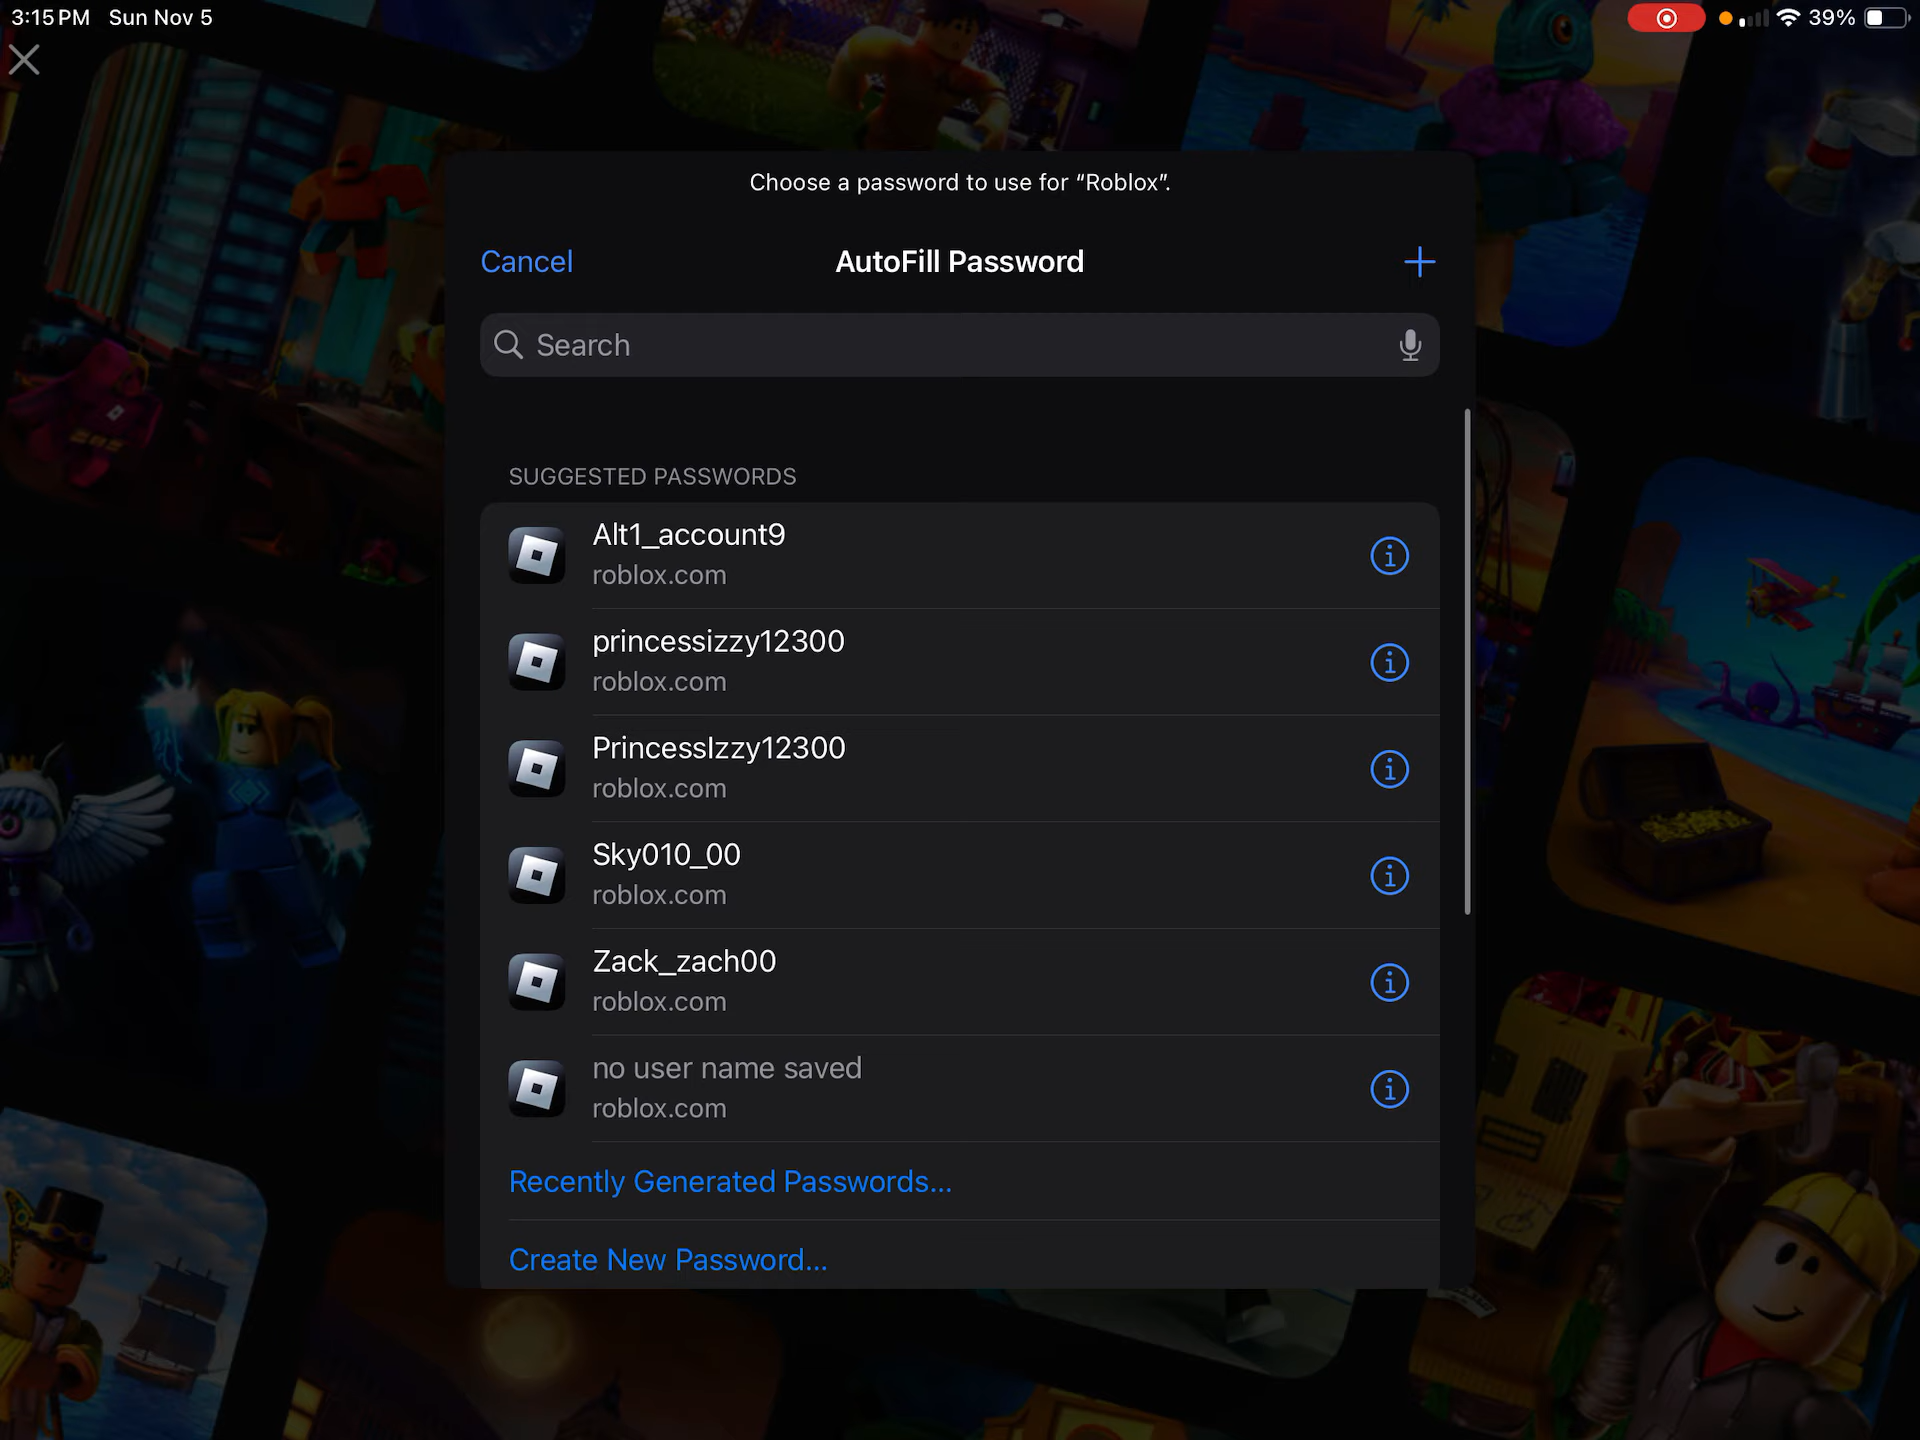 3:15 PM Sun Nov 5
39%
Choose a password to use for “Roblox”.
Cancel
AutoFill Password
Search
SUGGESTED PASSWORDS
Alt1_account9
roblox.com
princessizzy12300
roblox.com
PrincessIzzy12300
roblox.com
Sky010_00
roblox.com
Zack_zach00
roblox.com
no user name saved
roblox.com
Recently Generated Passwords...
Create New Password...